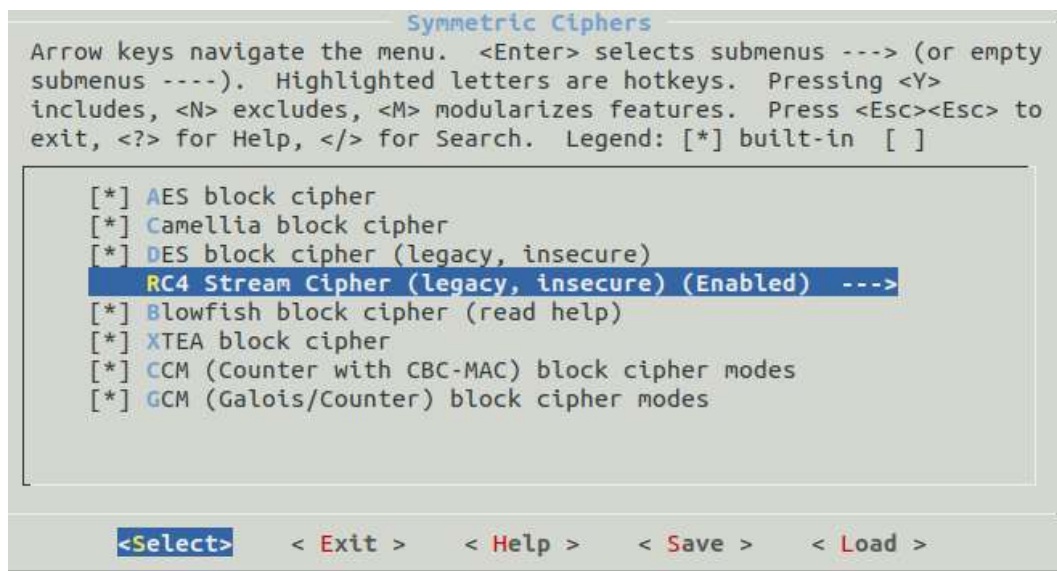 Symmetric Ciphers
Arrow keys navigate the menu.  <Enter> selects submenus ---> (or empty
submenus ----).  Highlighted letters are hotkeys.  Pressing <Y>
includes, <N> excludes, <M> modularizes features.  Press <Esc><Esc> to
exit, <?> for Help, </> for Search.  Legend: [*] built-in  [ ]
[*] AES block cipher
[*] Camellia block cipher
[*] DES block cipher (legacy, insecure)
RC4 Stream Cipher (legacy, insecure) (Enabled)  --->
[*] Blowfish block cipher (read help)
[*] XTEA block cipher
[*] CCM (Counter with CBC-MAC) block cipher modes
[*] GCM (Galois/Counter) block cipher modes
<Select>    < Exit >    < Help >    < Save >    < Load >